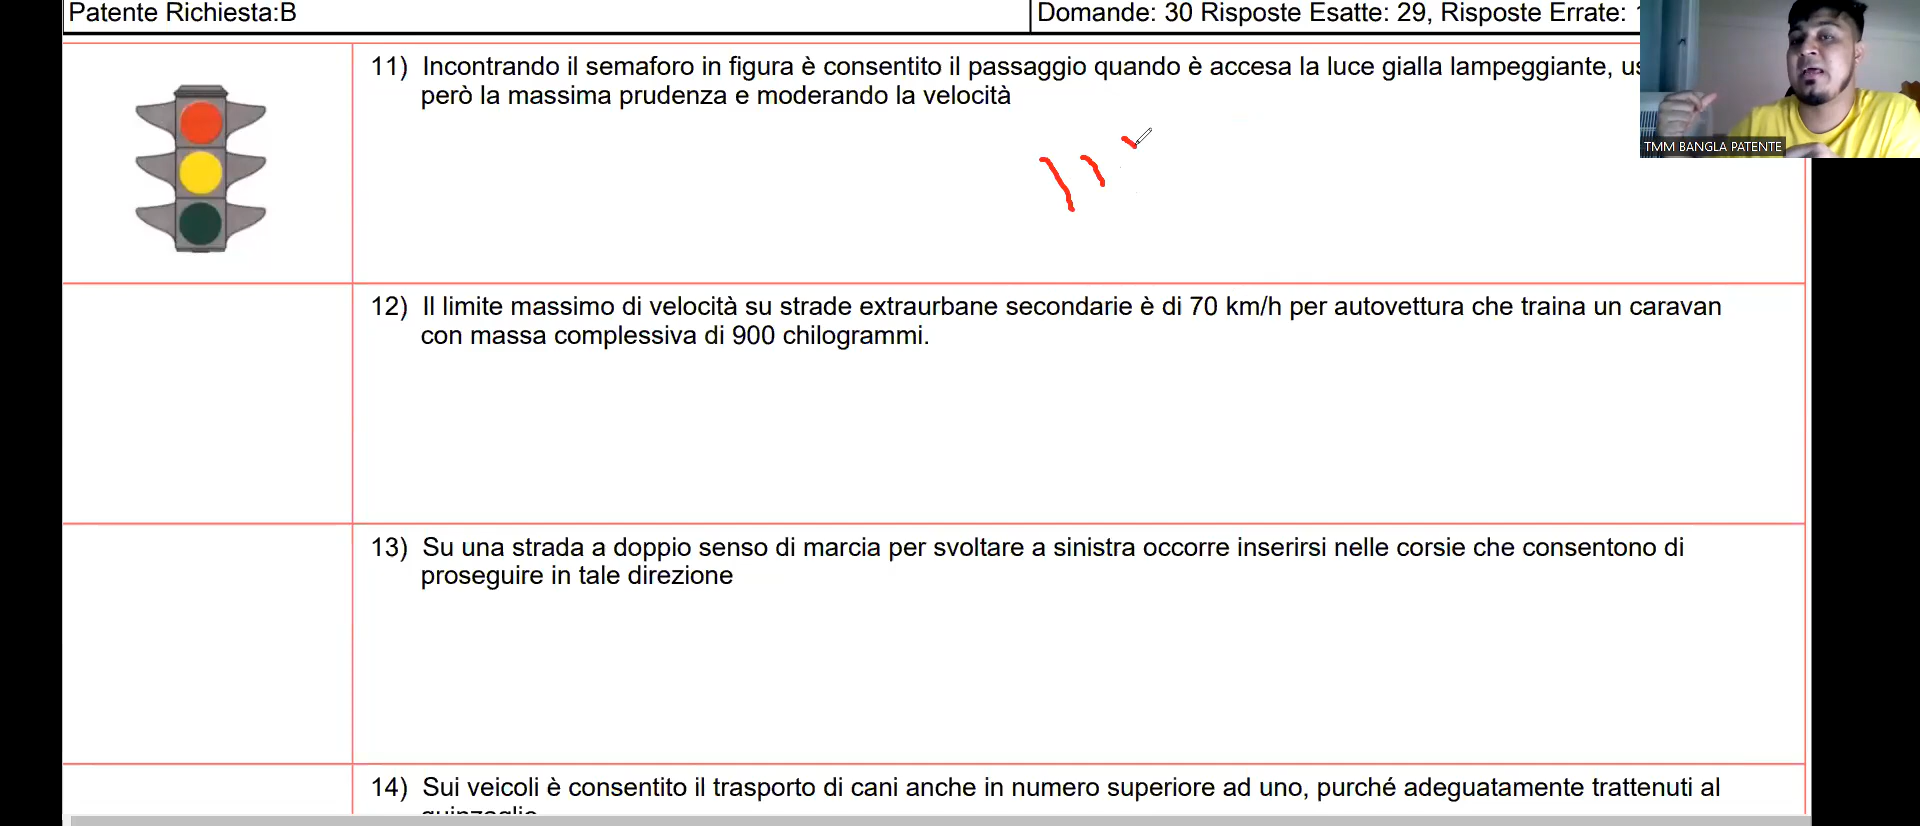 Patente Richiesta:B
Domande: 30 Risposte Esatte: 29, Risposte Errate:
11) Incontrando il semaforo in figura è consentito il passaggio quando è accesa la luce gialla lampeggiante,
però la massima prudenza e moderando la velocità
TMM BANGLA PATENTE
12) Il limite massimo di velocità su strade extraurbane secondarie è di 70 km/h per autovettura che traina un caravan
con massa complessiva di 900 chilogrammi.
13) Su una strada a doppio senso di marcia per svoltare a sinistra occorre inserirsi nelle corsie che consentono di
proseguire in tale direzione
14) Sui veicoli è consentito il trasporto di cani anche in numero superiore ad uno, purché adeguatamente trattenuti al